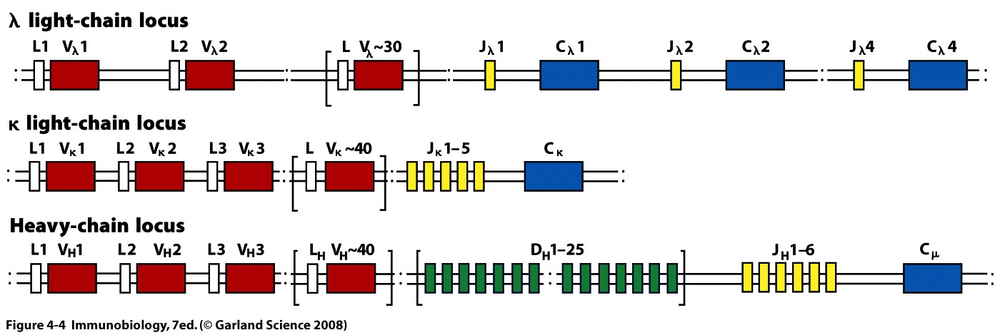 λ light-chain locus
L1 Vλ1 L2 Vλ2 L Vλ~30 Jλ1 Cλ1 Jλ2 Cλ2 Jλ4 Cλ4
κ light-chain locus
L1 Vκ1 L2 Vκ2 L3 Vκ3 L Vκ~40 Jκ1–5 Cκ
Heavy-chain locus
L1 VH1 L2 VH2 L3 VH3 LH VH~40 DH1–25 JH1–6 Cμ
Figure 4-4 Immunobiology, 7ed. (© Garland Science 2008)